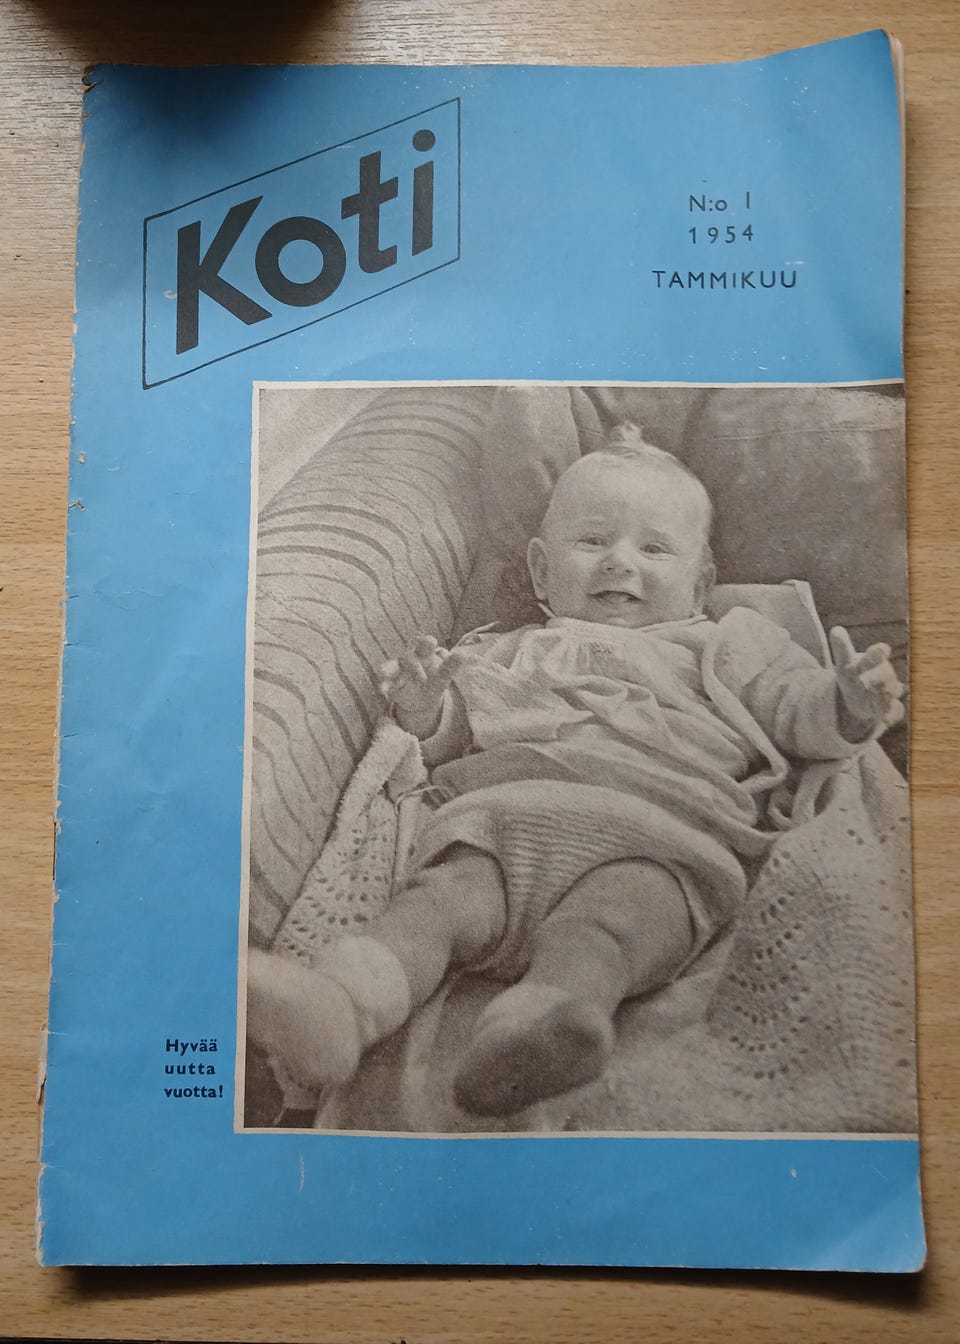 Koti
N:o 1
1954
TAMMIKUU
Hyvää
uutta
vuotta!